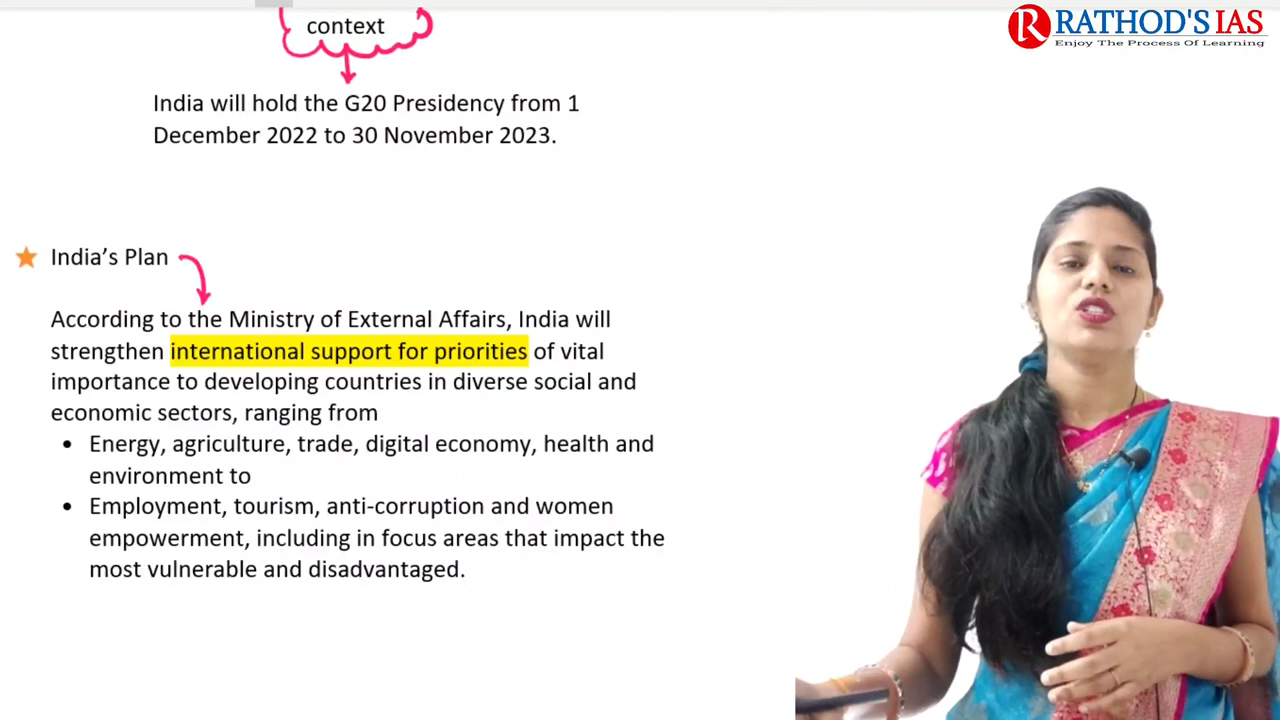 context
RATHOD'S IAS
Enjoy The Process Of Learning
India will hold the G20 Presidency from 1
December 2022 to 30 November 2023.
India’s Plan
According to the Ministry of External Affairs, India will
strengthen international support for priorities of vital
importance to developing countries in diverse social and
economic sectors, ranging from
• Energy, agriculture, trade, digital economy, health and
environment to
• Employment, tourism, anti-corruption and women
empowerment, including in focus areas that impact the
most vulnerable and disadvantaged.